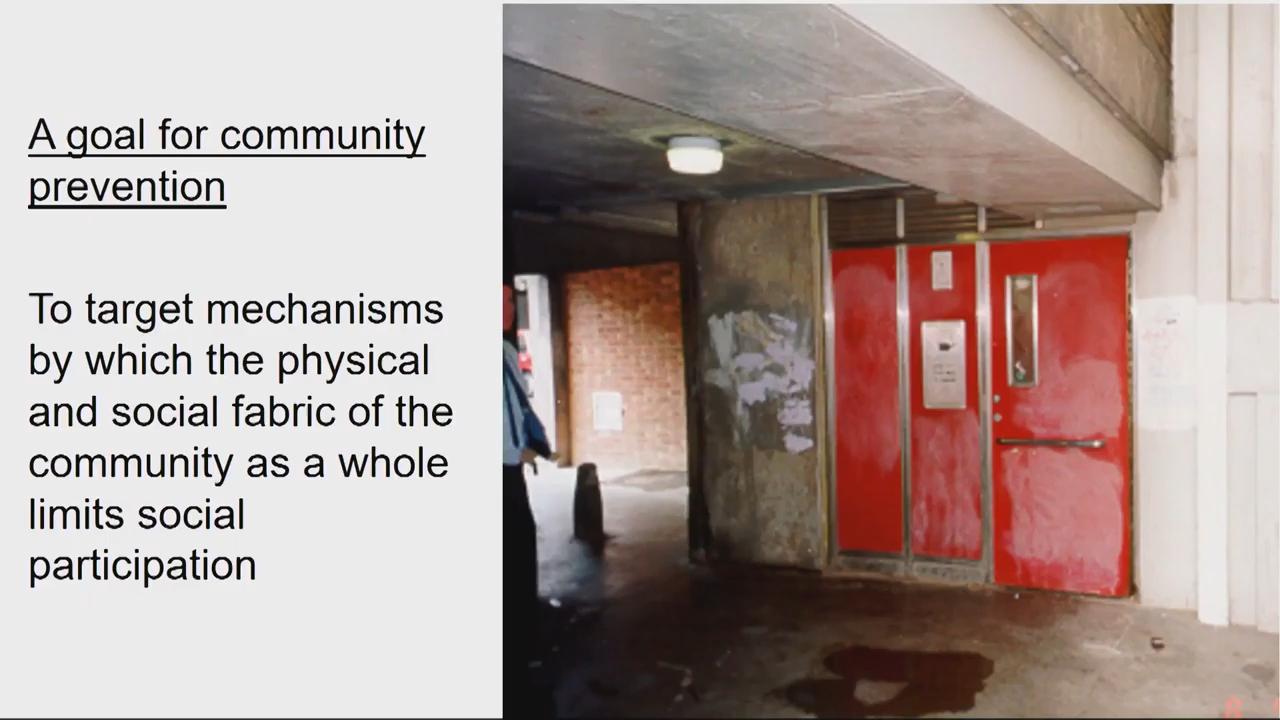 A goal for community
prevention
To target mechanisms
by which the physical
and social fabric of the
community as a whole
limits social
participation